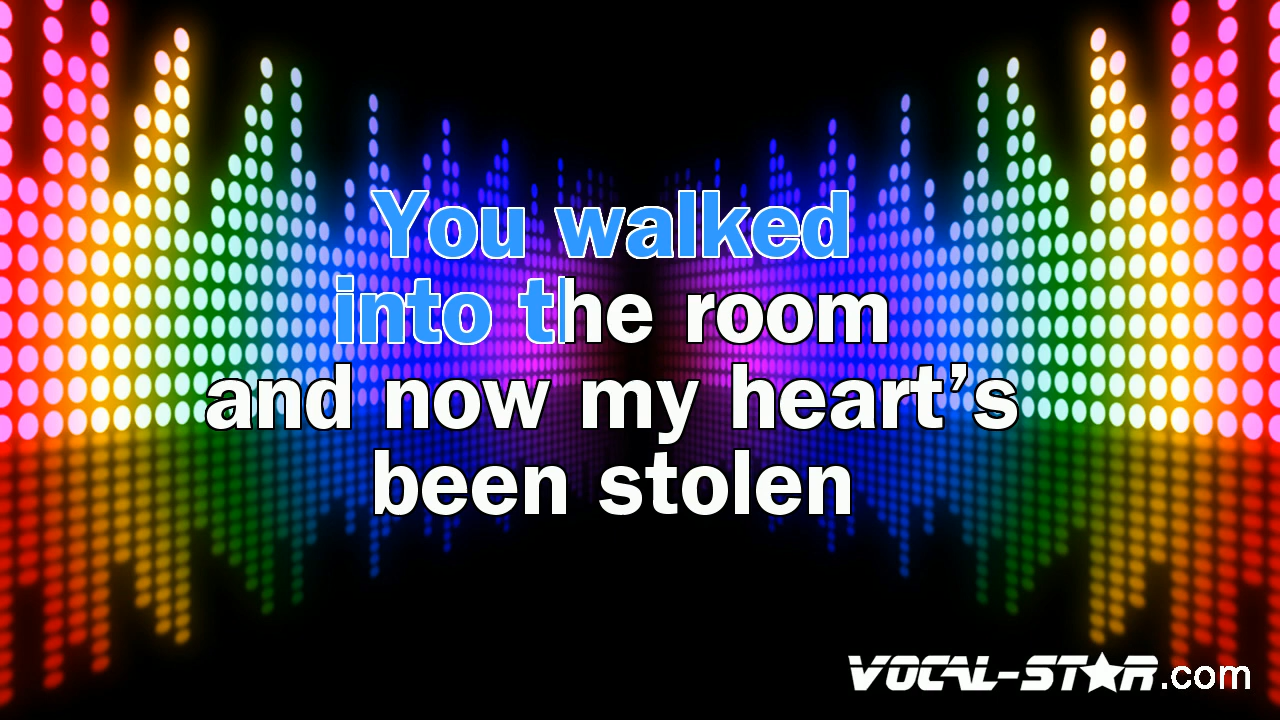 You walked
into the room
and now my heart’s
been stolen
VOCAL-STAR.com